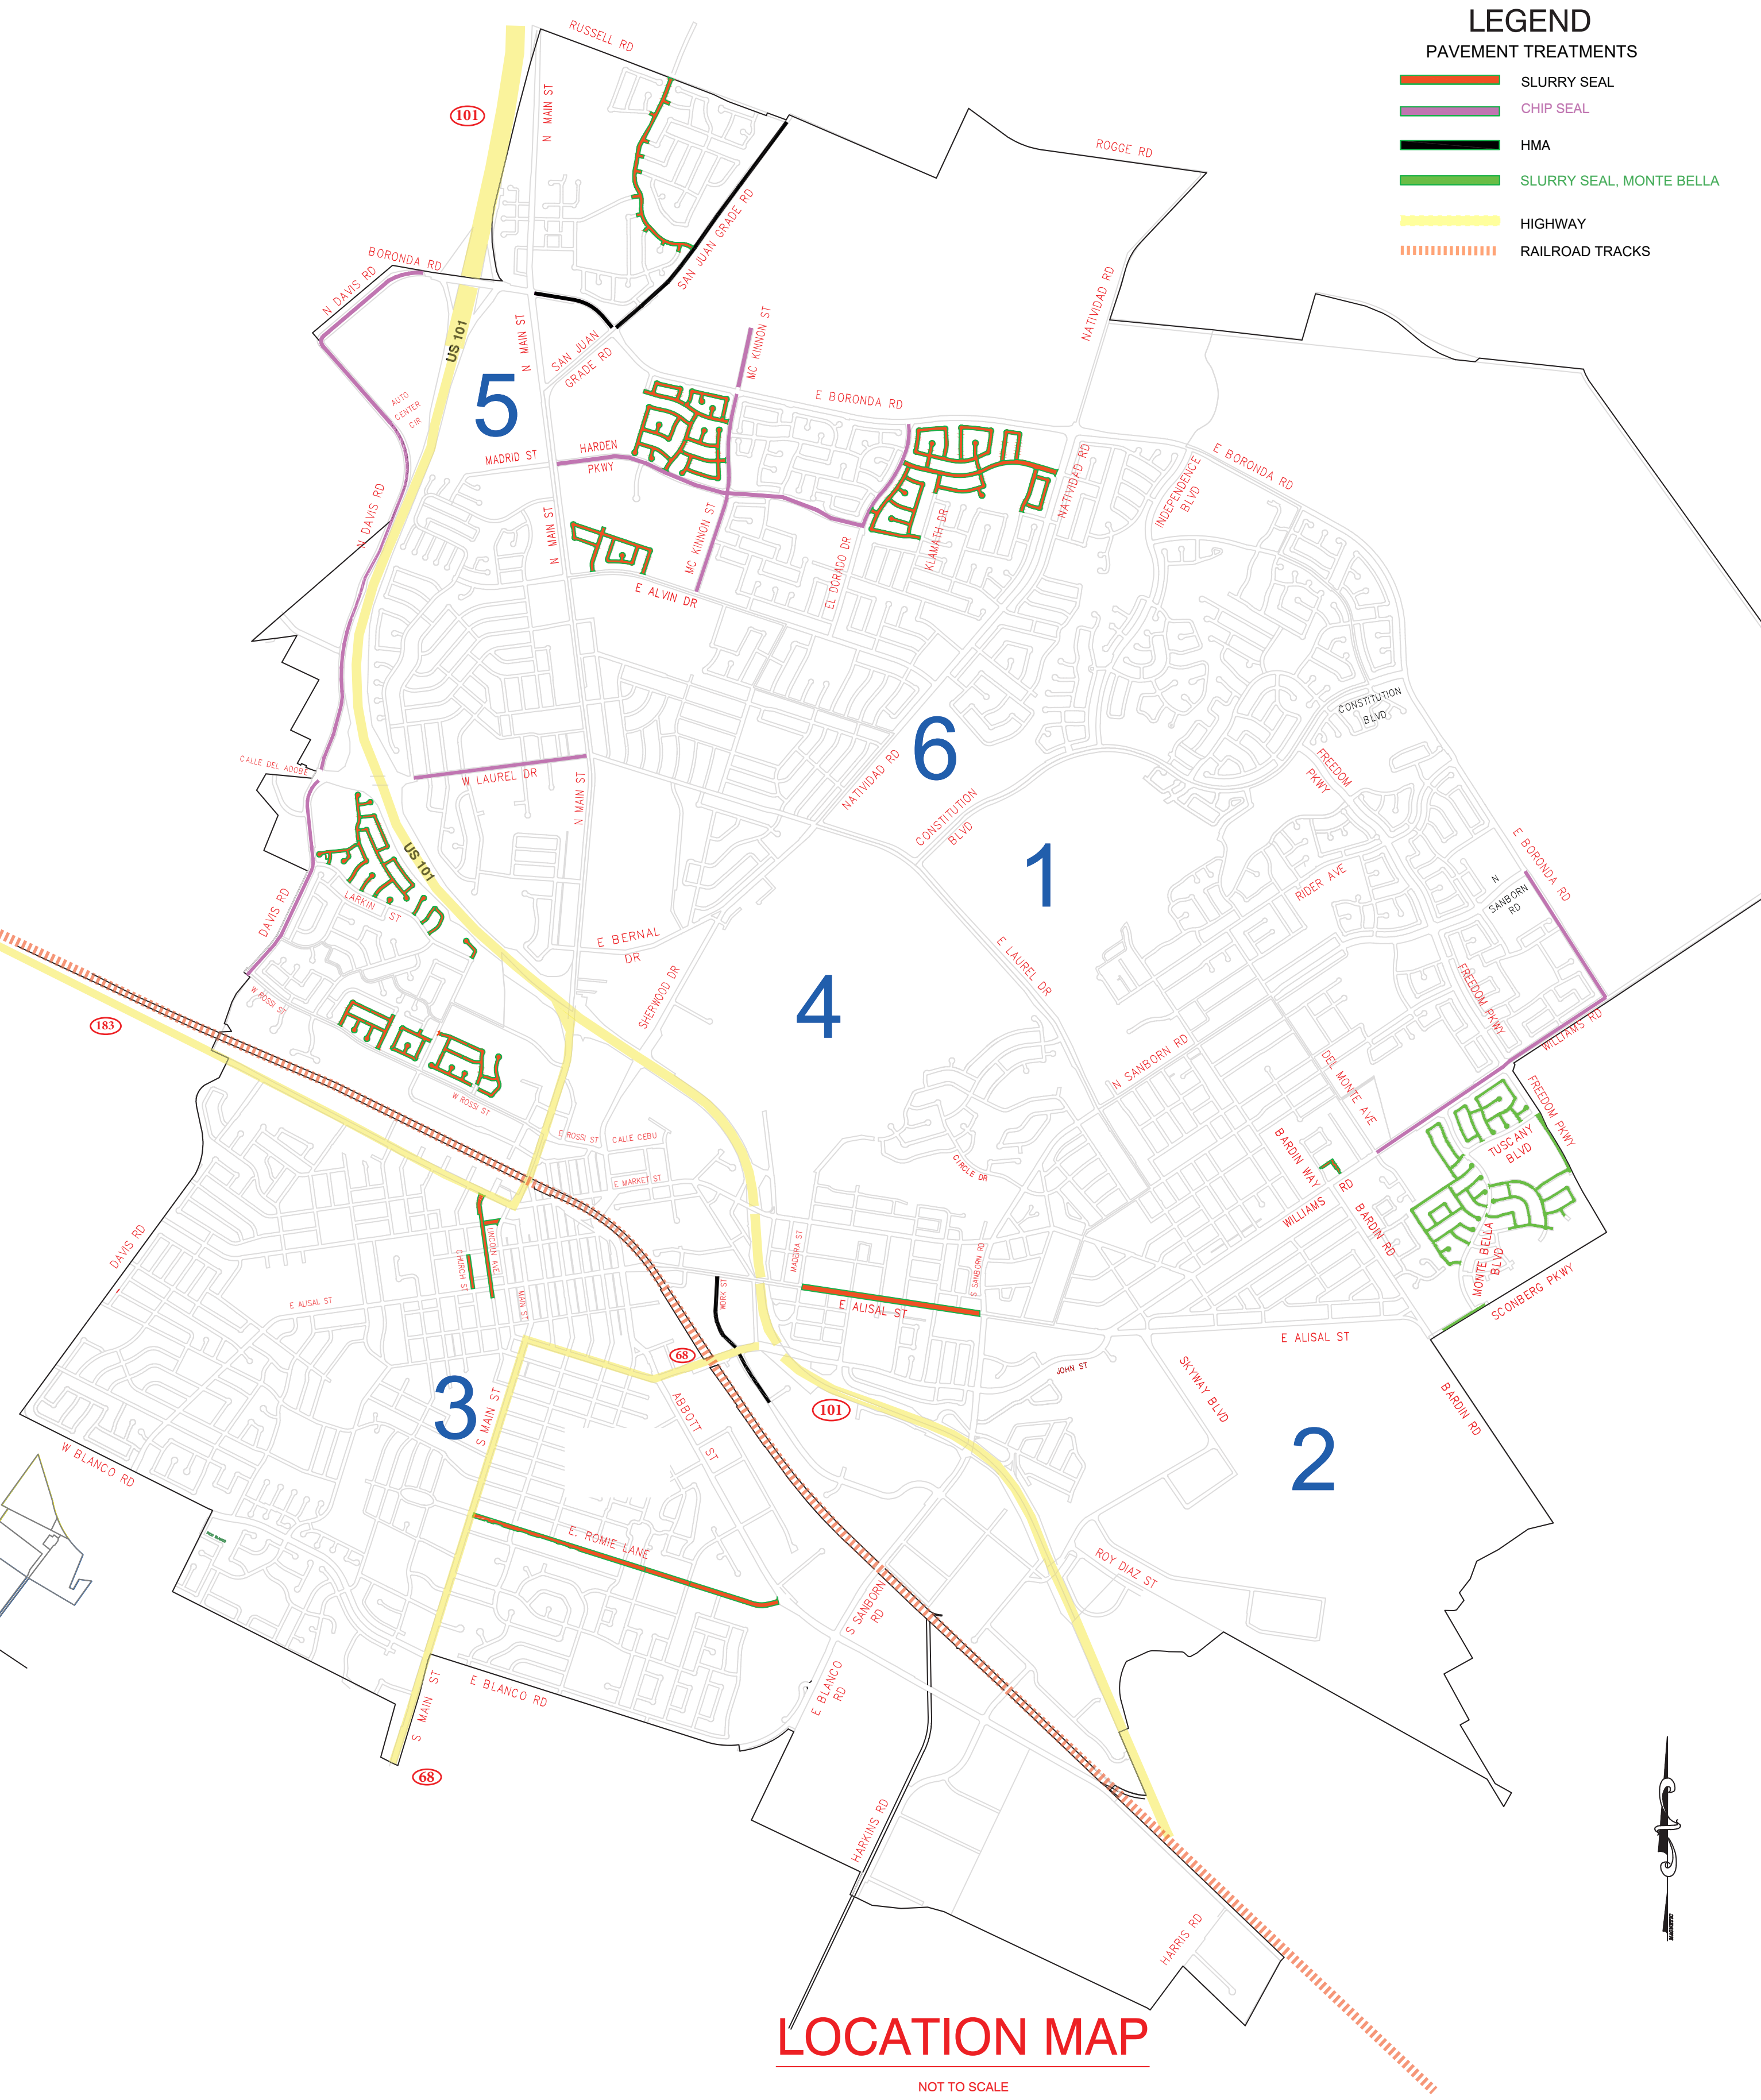 LEGEND
PAVEMENT TREATMENTS
SLURRY SEAL
CHIP SEAL
HMA
SLURRY SEAL, MONTE BELLA
HIGHWAY
RAILROAD TRACKS
RUSSELL RD
101
N MAIN ST
ROGGE RD
SAN JUAN GRADE RD
BORONDA RD
N DAVIS RD
NATIVIDAD RD
US 101
N MAIN ST
SAN JUAN
GRADE RD
MC KINNON ST
5
AUTO
CENTER
CIR
E BORONDA RD
MADRID ST
HARDEN
PKWY
NATIVIDAD RD
INDEPENDENCE
BLVD
E BORONDA RD
N DAVIS RD
N MAIN ST
MC KINNON ST
KLAMATH DR
EL DORADO DR
E ALVIN DR
CONSTITUTION
BLVD
6
CALLE DEL ADOBE
W LAUREL DR
N MAIN ST
NATIVIDAD RD
FREEDOM
PKWY
CONSTITUTION
BLVD
1
US 101
E BORONDA RD
RIDER AVE
N
SANBORN
RD
DAVIS RD
LARKIN ST
E BERNAL
DR
E LAUREL DR
W ROSSI ST
SHERWOOD DR
4
FREEDOM PKWY
183
WILLIAMS RD
N SANBORN RD
DEL MONTE AVE
W ROSSI ST
FREEDOM PKWY
E ROSSI ST
CALLE CEBU
TUSCANY
BLVD
BARDIN WAY
CIRCLE DR
E MARKET ST
WILLIAMS RD
BARDIN RD
DAVIS RD
LINCOLN AVE
CHURCH ST
MADERA ST
S SANBORN RD
MONTE BELLA
BLVD
SCONBERG PKWY
E ALISAL ST
MAIN ST
WORK ST
E ALISAL ST
E ALISAL ST
68
JOHN ST
SKYWAY BLVD
BARDIN RD
3
S MAIN ST
ABBOTT ST
101
2
W BLANCO RD
E. ROMIE LANE
ROY DIAZ ST
S SANBORN
RD
E BLANCO
RD
E BLANCO RD
S MAIN ST
68
HARKINS RD
HARRIS RD
LOCATION MAP
NOT TO SCALE